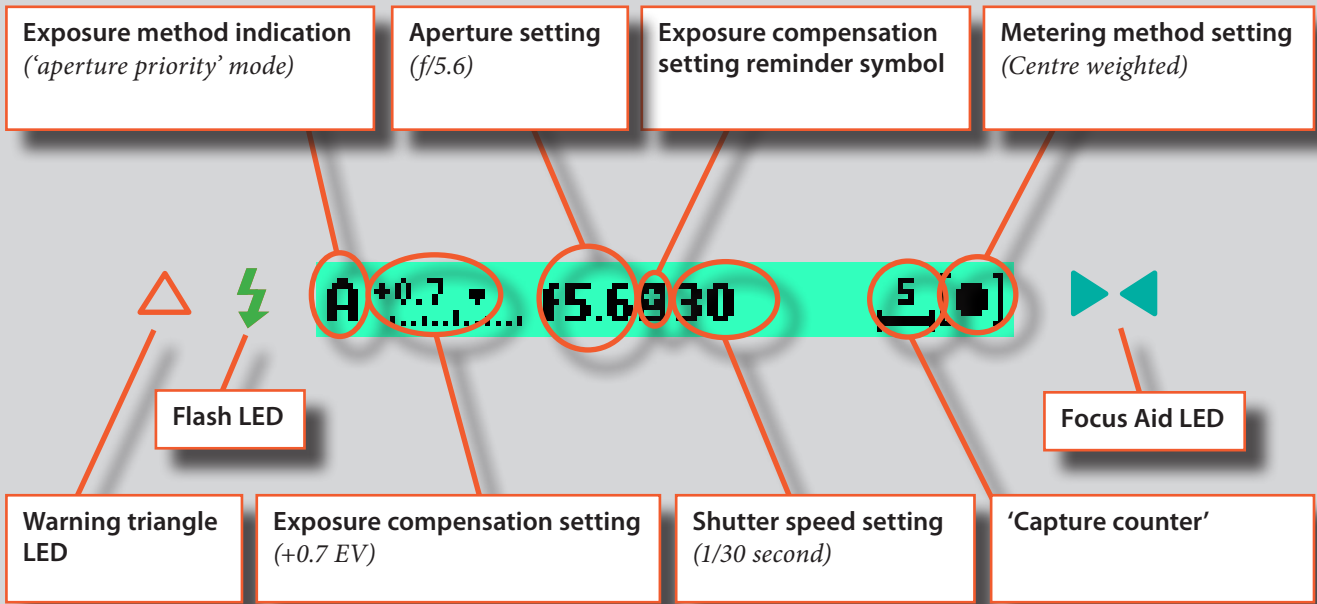 Exposure method indication
(‘aperture priority’ mode)
Aperture setting
(f/5.6)
Exposure compensation
setting reminder symbol
Metering method setting
(Centre weighted)
A +0.7 f5.6 30 5
Flash LED
Focus Aid LED
Warning triangle
LED
Exposure compensation setting
(+0.7 EV)
Shutter speed setting
(1/30 second)
‘Capture counter’